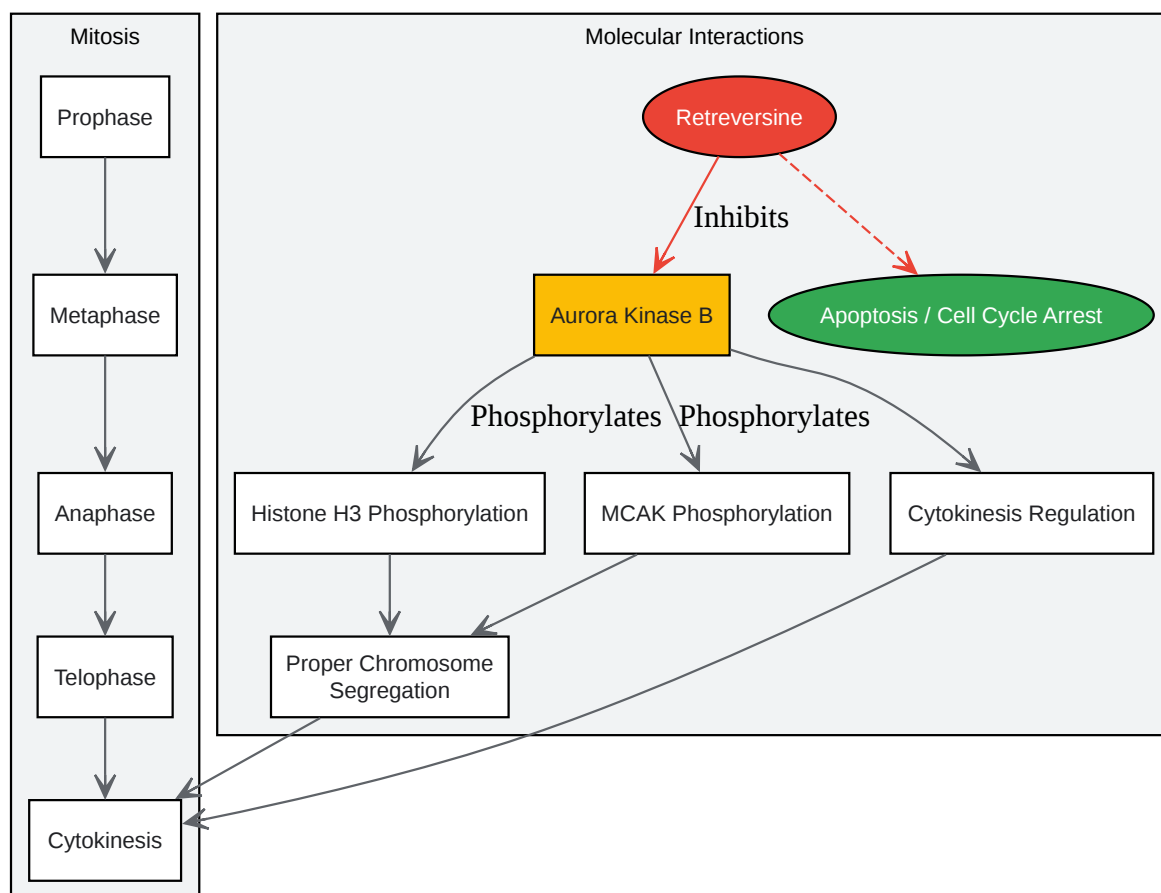 Mitosis
Prophase
Metaphase
Anaphase
Telophase
Cytokinesis
Molecular Interactions
Retreversine
Inhibits
Aurora Kinase B
Apoptosis / Cell Cycle Arrest
Phosphorylates
Phosphorylates
Histone H3 Phosphorylation
MCAK Phosphorylation
Cytokinesis Regulation
Proper Chromosome
Segregation